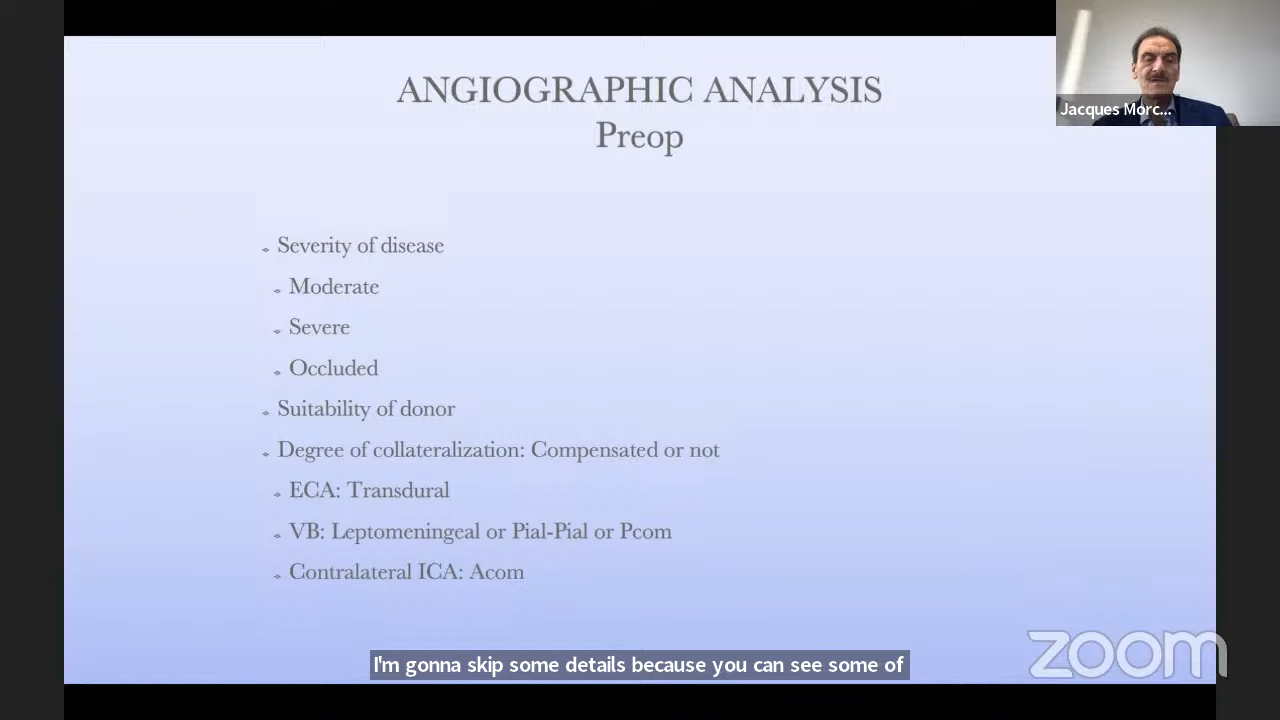 ANGIOGRAPHIC ANALYSIS
Preop
Jacques Morc...
Severity of disease
Moderate
Severe
Occluded
Suitability of donor
Degree of collateralization: Compensated or not
ECA: Transdural
VB: Leptomeningeal or Pial-Pial or Pcom
Contralateral ICA: Acom
I'm gonna skip some details because you can see some of
zoom